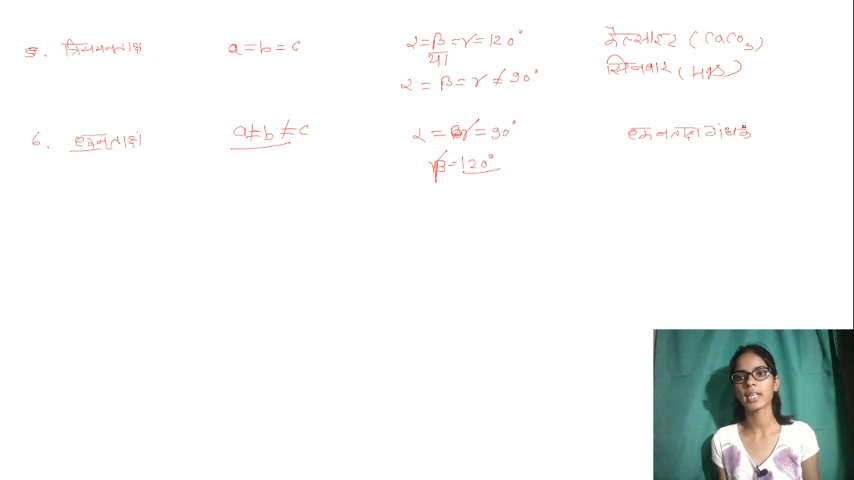 5. त्रिसमनताक्ष a = b = c α = β = γ = 120° केल्साइट (CaCO3)
या सिनबार (HgS)
α = β = γ ≠ 90°
6. एकनताक्ष a ≠ b ≠ c α = γ = 90° एकनताक्ष गंधक
β = 120°